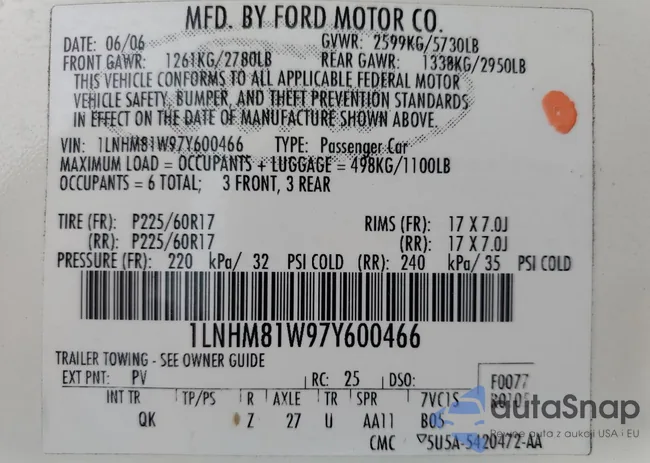 MFD. BY FORD MOTOR CO.
DATE: 06/06 GVWR: 2599KG/5730LB
FRONT GAWR: 1261KG/2780LB REAR GAWR: 1338KG/2950LB
THIS VEHICLE CONFORMS TO ALL APPLICABLE FEDERAL MOTOR
VEHICLE SAFETY, BUMPER, AND THEFT PREVENTION STANDARDS
IN EFFECT ON THE DATE OF MANUFACTURE SHOWN ABOVE.
VIN: 1LNHM81W97Y600466 TYPE: Passenger Car
MAXIMUM LOAD = OCCUPANTS + LUGGAGE = 498KG/1100LB
OCCUPANTS = 6 TOTAL; 3 FRONT, 3 REAR
TIRE (FR): P225/60R17 RIMS (FR): 17 X 7.0J
(RR): P225/60R17 (RR): 17 X 7.0J
PRESSURE (FR): 220 kPa/ 32 PSI COLD (RR): 240 kPa/ 35 PSI COLD
1LNHM81W97Y600466
TRAILER TOWING - SEE OWNER GUIDE
EXT PNT: PV RC: 25 DSO: F0077
INT TR TP/PS R AXLE TR SPR 7VC1S
QK Z 27 U AA11 B05
CMC 5U5A-5420472-AA
autaSnap
Pewne auta z aukcji USA i EU